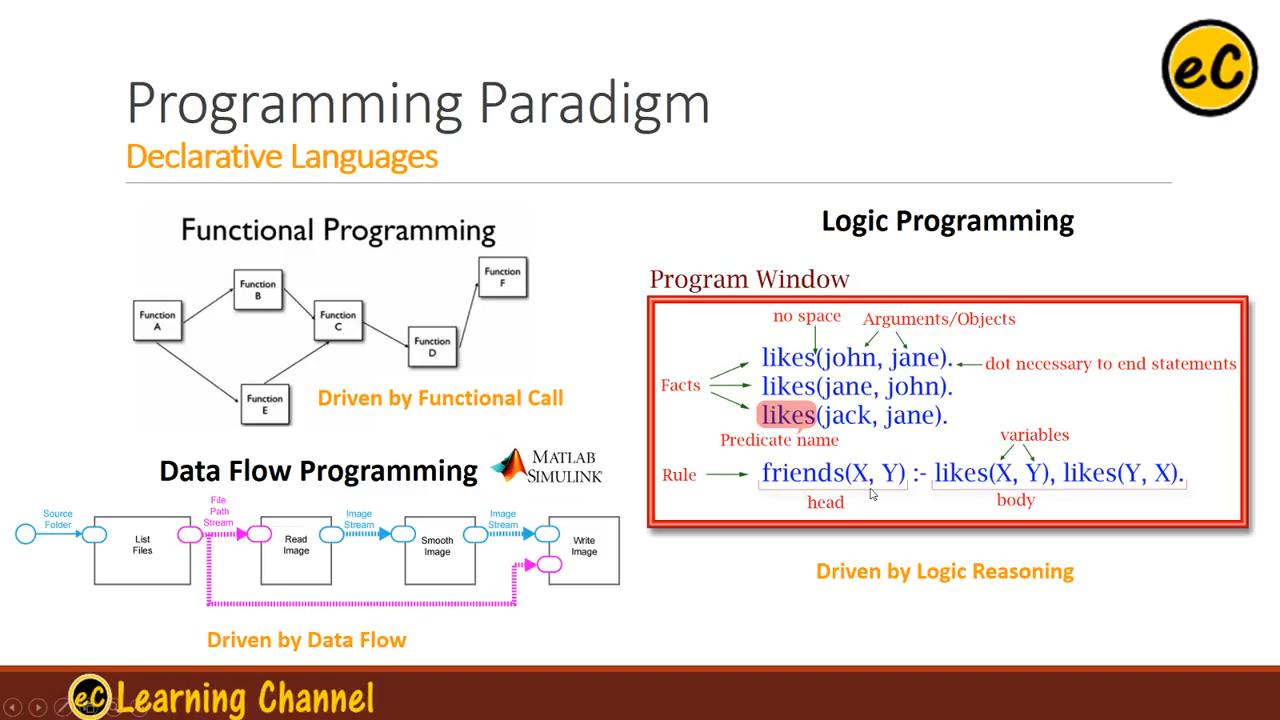 eC
Programming Paradigm
Declarative Languages
Functional Programming
Function
A
Function
B
Function
C
Function
D
Function
E
Function
F
Driven by Functional Call
Data Flow Programming
MATLAB
SIMULINK
Source
Folder
List
Files
File
Path
Stream
Read
Image
Image
Stream
Smooth
Image
Image
Stream
Write
Image
Driven by Data Flow
Logic Programming
Program Window
no space
Arguments/Objects
likes(john, jane).
dot necessary to end statements
Facts
likes(jane, john).
likes(jack, jane).
Predicate name
variables
Rule
friends(X, Y) :- likes(X, Y), likes(Y, X).
head
body
Driven by Logic Reasoning
eC Learning Channel